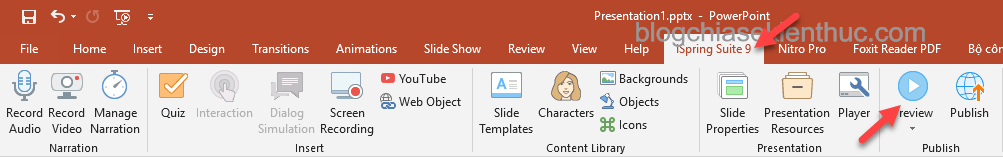 Presentation1.pptx - PowerPoint
blogchiasekienthuc.com
File Home Insert Design Transitions Animations Slide Show Review View Help iSpring Suite 9 Nitro Pro Foxit Reader PDF Bộ côn
Record Audio
Record Video
Manage Narration
Narration
Quiz
Interaction
Dialog Simulation
Screen Recording
YouTube
Web Object
Insert
Slide Templates
Characters
Backgrounds
Objects
Icons
Content Library
Slide Properties
Presentation Resources
Player
Presentation
Preview
Publish
Publish